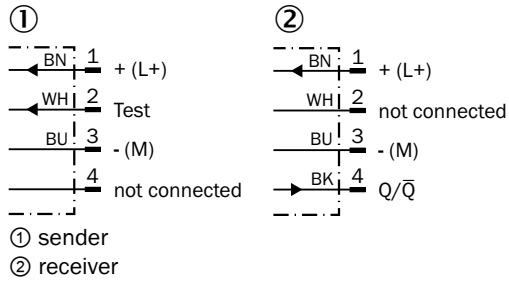 ① ②
BN 1 + (L+)
WH 2 Test
BU 3 - (M)
4 not connected
BN 1 + (L+)
WH 2 not connected
BU 3 - (M)
BK 4 Q/Q̅
① sender
② receiver